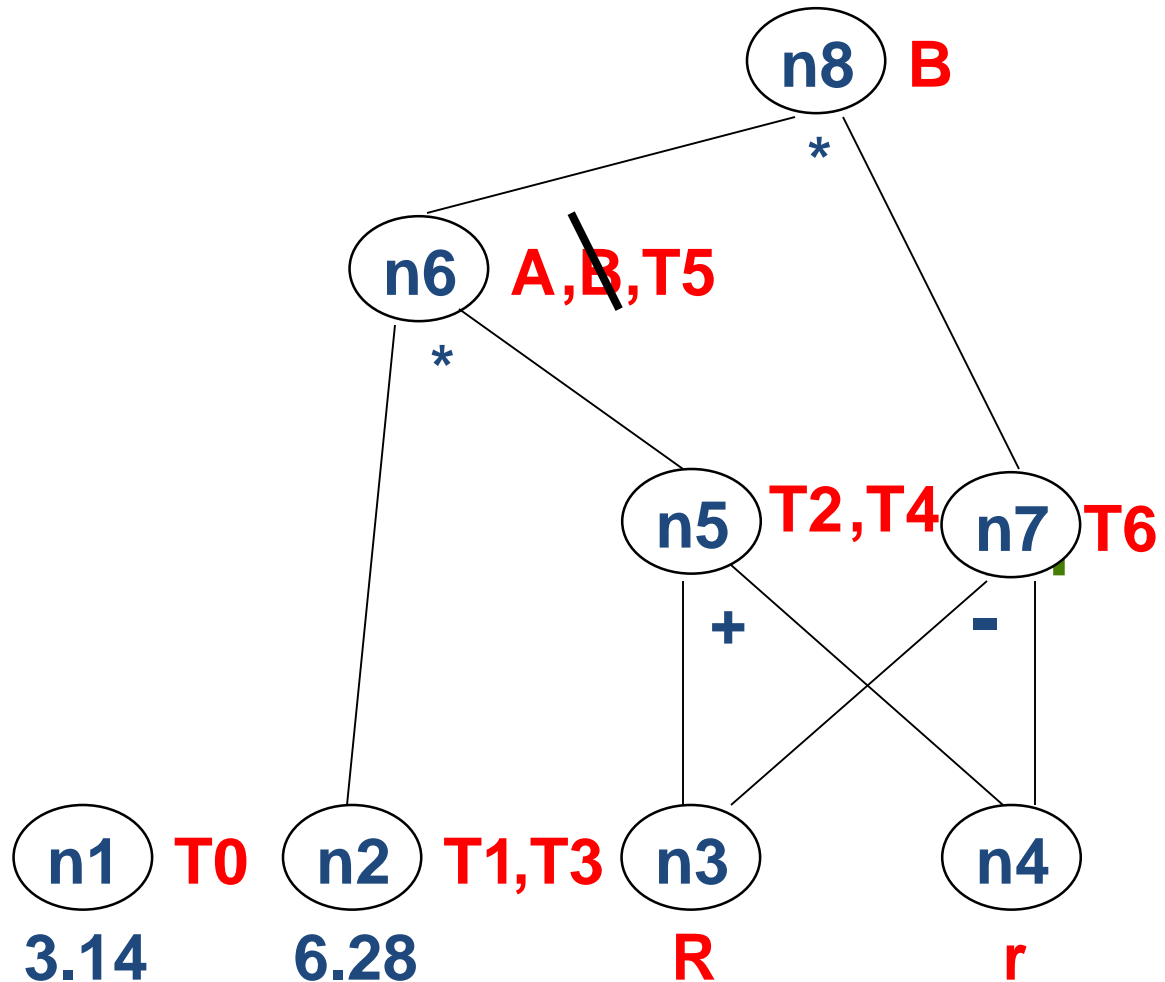 n8 B
*
n6 A,B,T5
*
n5 T2,T4 n7 T6
+ -
n1 T0 n2 T1,T3 n3 n4
3.14 6.28 R r